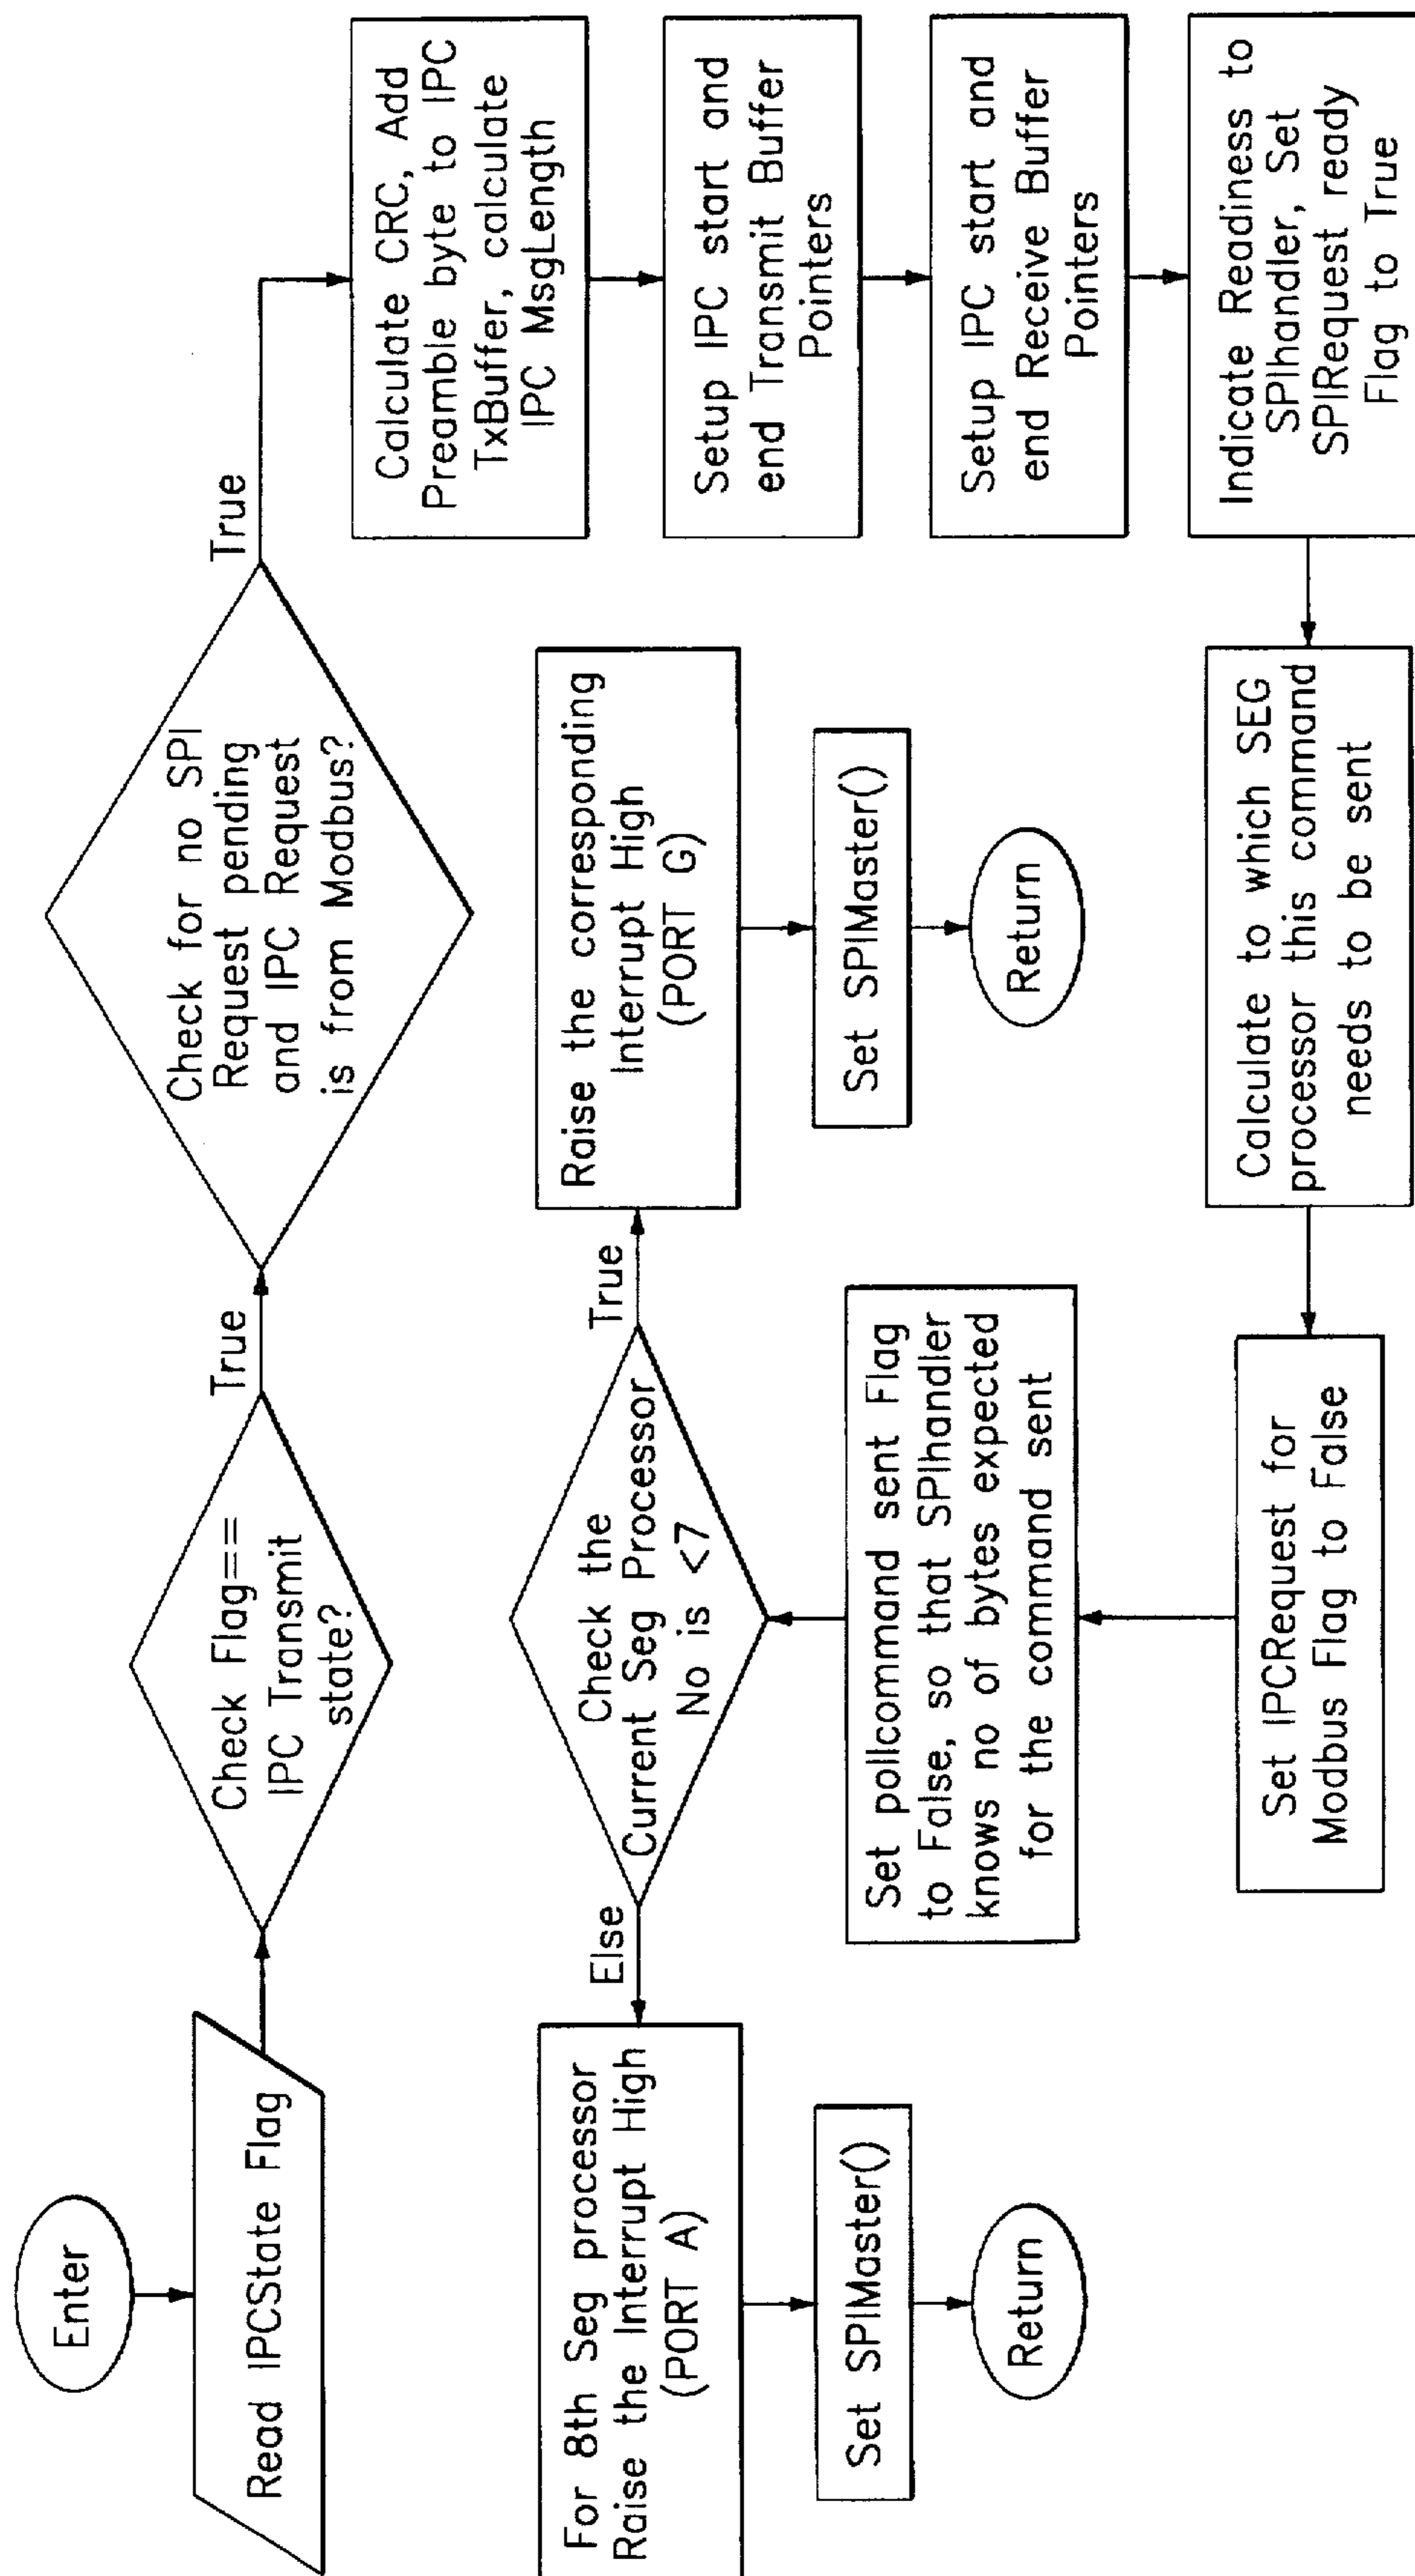 Enter
Read IPCState Flag
Check Flag==
IPC Transmit
state?
True
Check for no SPI
Request pending
and IPC Request
is from Modbus?
True
Calculate CRC, Add
Preamble byte to IPC
TxBuffer, calculate
IPC MsgLength
Setup IPC start and
end Transmit Buffer
Pointers
Setup IPC start and
end Receive Buffer
Pointers
Indicate Readiness to
SPIhandler, Set
SPIRequest ready
Flag to True
Calculate to which SEG
processor this command
needs to be sent
Set IPCRequest for
Modbus Flag to False
Set pollcommand sent Flag
to False, so that SPIhandler
knows no of bytes expected
for the command sent
Check the
Current Seg Processor
No is <7
True
Raise the corresponding
Interrupt High
(PORT G)
Set SPIMaster()
Return
Else
For 8th Seg processor
Raise the Interrupt High
(PORT A)
Set SPIMaster()
Return